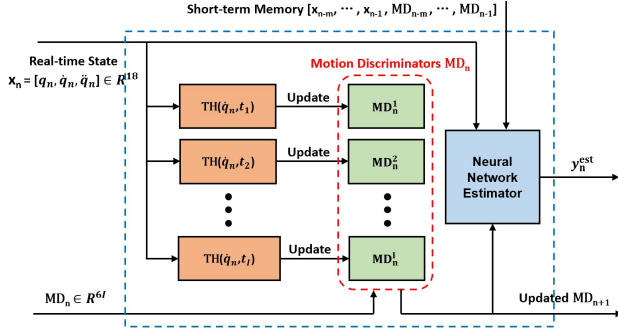 Short-term Memory [x_{n-m}, ⋯, x_{n-1}, MD_{n-m}, ⋯, MD_{n-1}]
Real-time State
x_n = [q_n, q̇_n, q̈_n] ∈ R^{18}
Motion Discriminators MD_n
TH(q̇_n, t_1)
Update
MD_n^1
TH(q̇_n, t_2)
Update
MD_n^2
Neural
Network
Estimator
y_n^{est}
TH(q̇_n, t_I)
Update
MD_n^I
MD_n ∈ R^{6I}
Updated MD_{n+1}